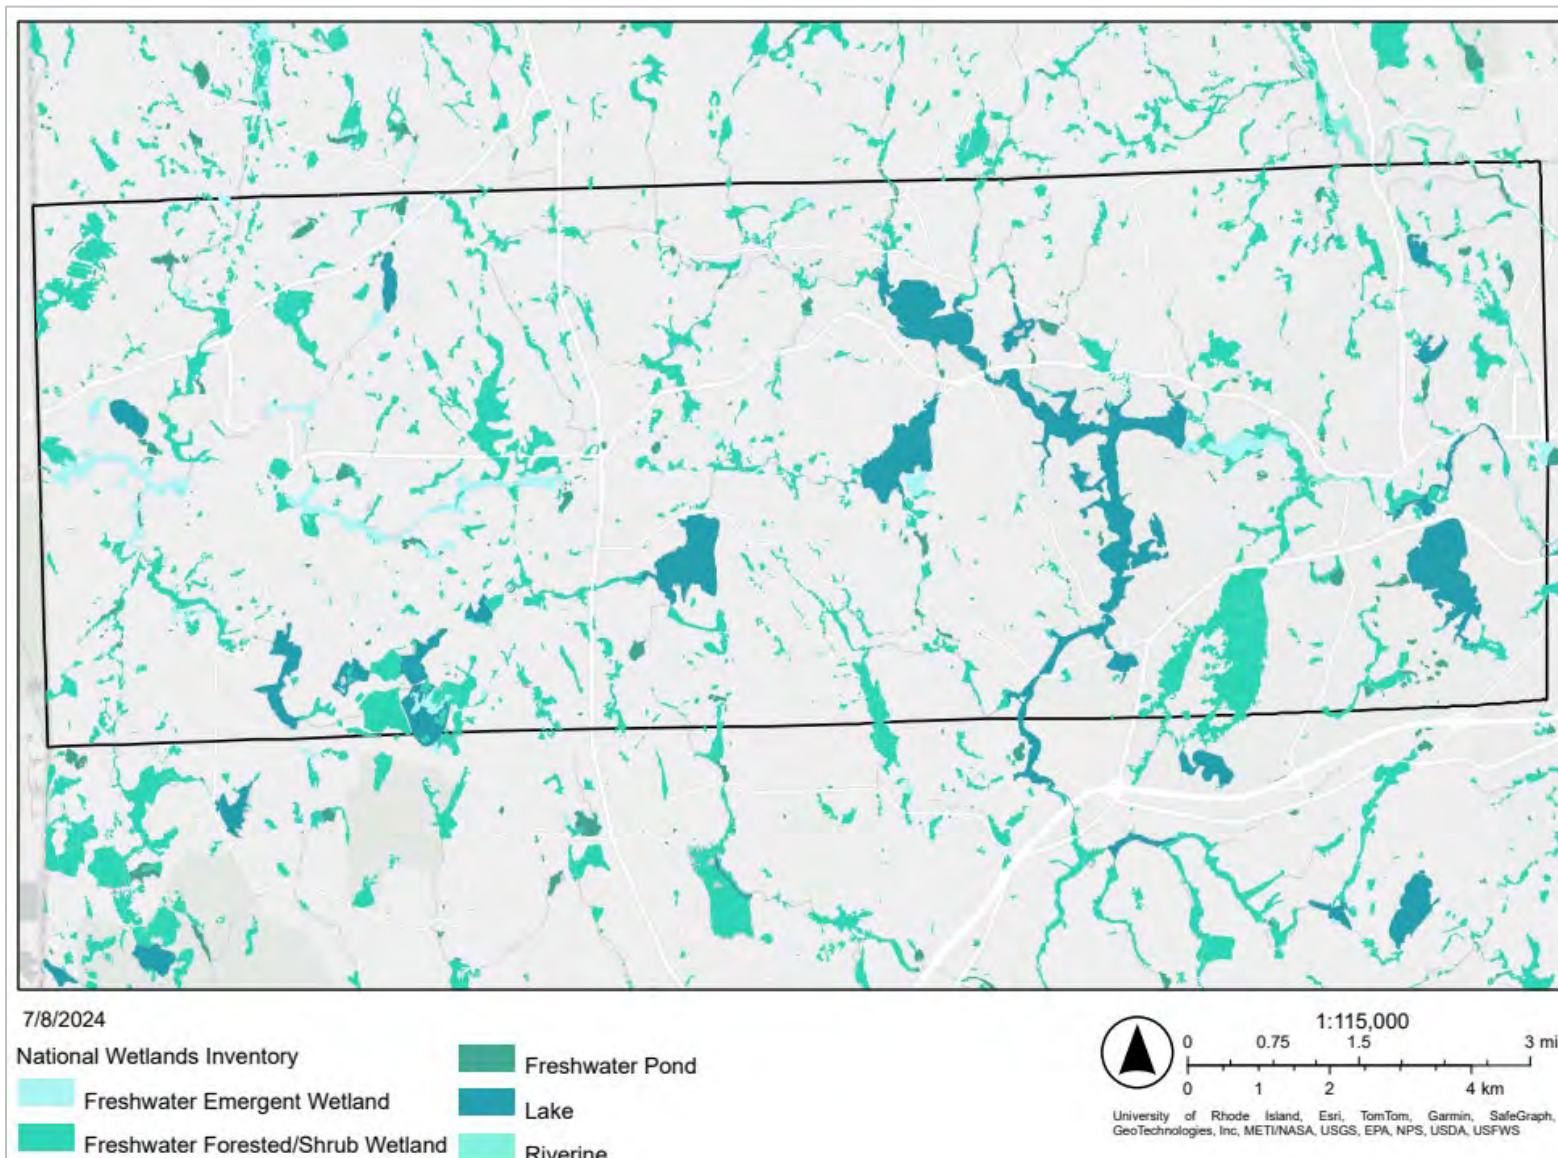 7/8/2024
National Wetlands Inventory
Freshwater Emergent Wetland
Freshwater Forested/Shrub Wetland
Freshwater Pond
Lake
Riverine
1:115,000
0 0.75 1.5 3 mi
0 1 2 4 km
University of Rhode Island, Esri, TomTom, Garmin, SafeGraph,
GeoTechnologies, Inc, METI/NASA, USGS, EPA, NPS, USDA, USFWS